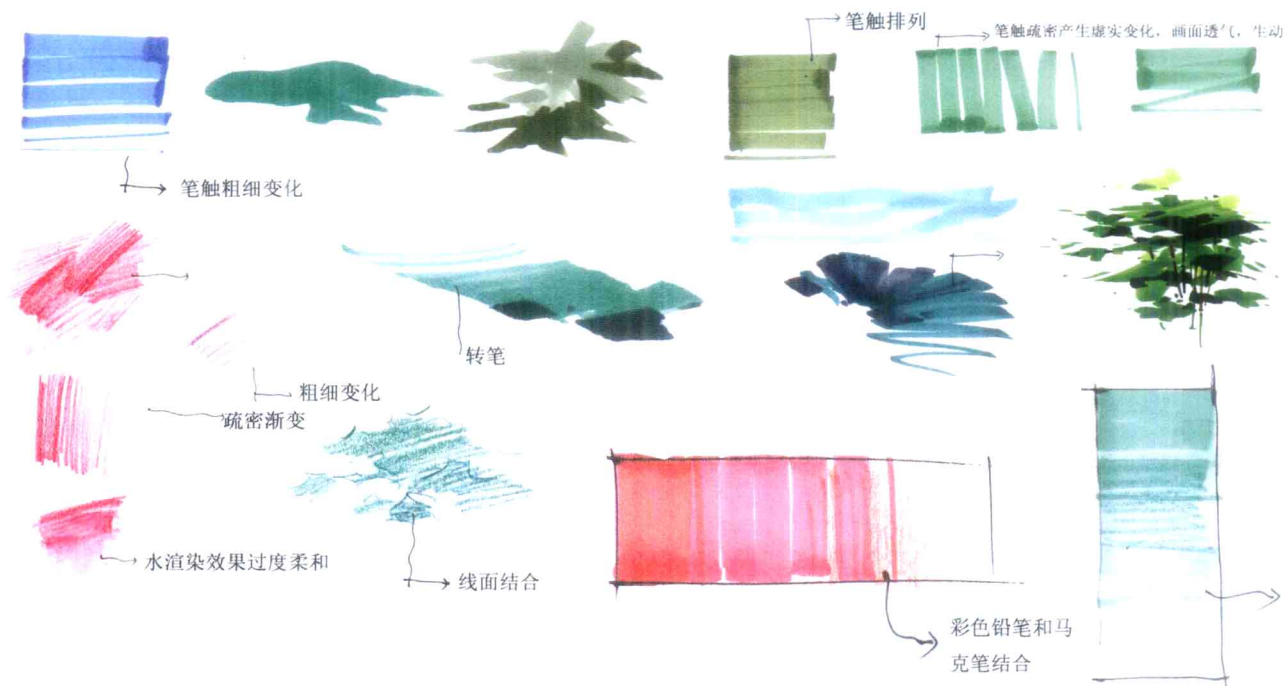 笔触排列
笔触疏密产生虚实变化，画面透气，生动
笔触粗细变化
转笔
粗细变化
疏密渐变
水渲染效果过度柔和
线面结合
彩色铅笔和马
克笔结合